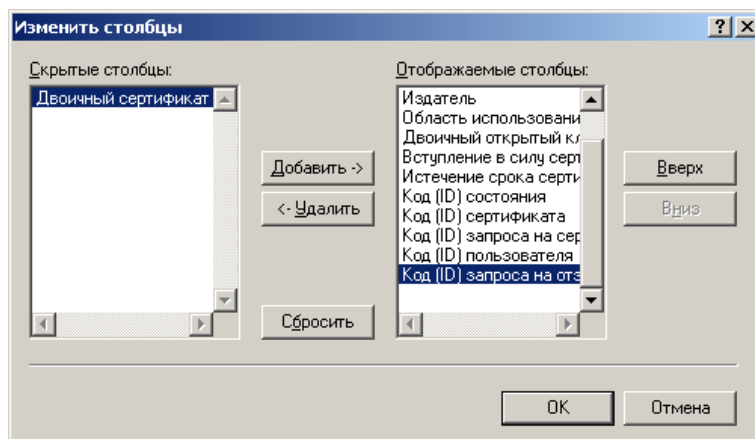 Изменить столбцы
Скрытые столбцы:
Двоичный сертификат
Добавить ->
<- Удалить
Сбросить
Отображаемые столбцы:
Издатель
Область использовани
Двоичный открытый кл
Вступление в силу серт
Истечение срока серти
Код (ID) состояния
Код (ID) сертификата
Код (ID) запроса на сер
Код (ID) пользователя
Код (ID) запроса на отз
Вверх
Вниз
OK
Отмена